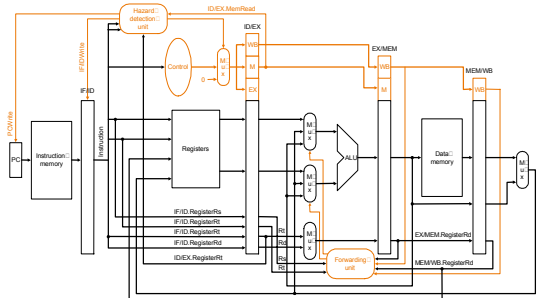 Hazard
detection
unit
ID/EX.MemRead
ID/EX
IF/IDWrite
PCWrite
Control
M
u
x
0
WB
M
EX
EX/MEM
WB
M
MEM/WB
WB
IF/ID
PC
Instruction
memory
Instruction
Registers
M
u
x
M
u
x
ALU
Data
memory
M
u
x
IF/ID.RegisterRs
IF/ID.RegisterRt
IF/ID.RegisterRt
IF/ID.RegisterRd
Rt
Rd
M
u
x
EX/MEM.RegisterRd
ID/EX.RegisterRt
Rs
Rt
Forwarding
unit
MEM/WB.RegisterRd